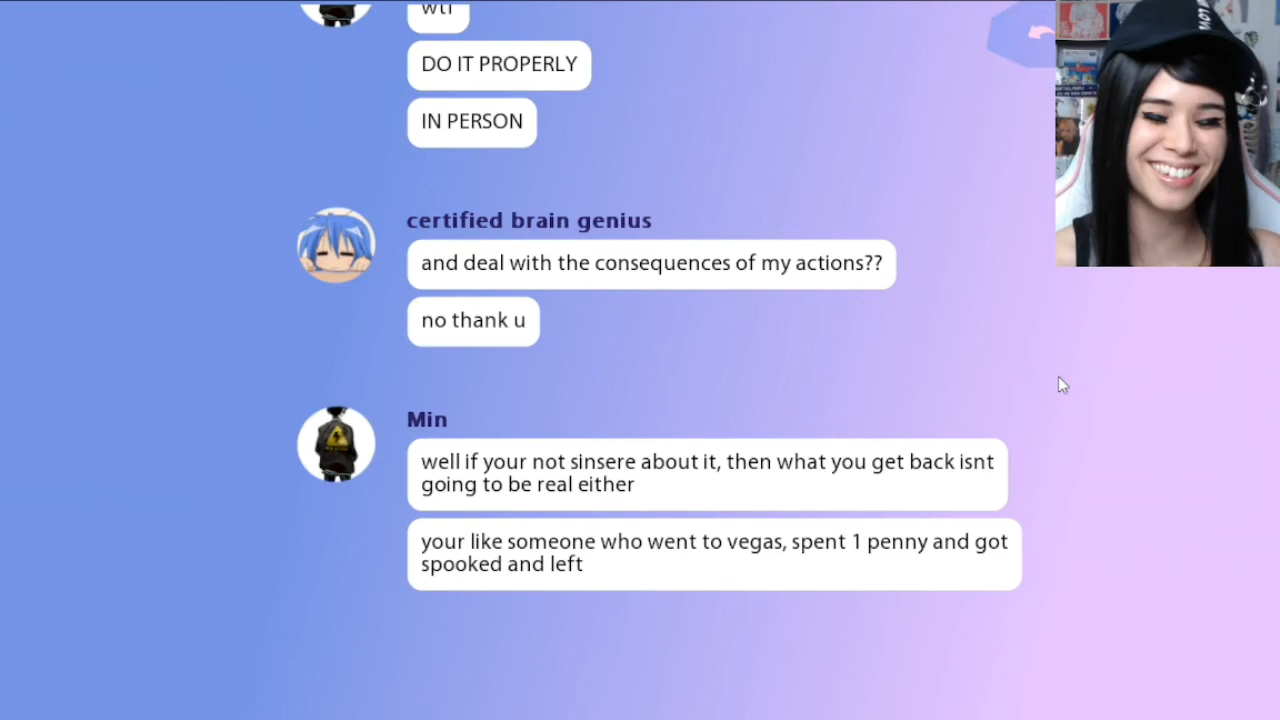 wtf
DO IT PROPERLY
IN PERSON
certified brain genius
and deal with the consequences of my actions??
no thank u
Min
well if your not sinsere about it, then what you get back isnt
going to be real either
your like someone who went to vegas, spent 1 penny and got
spooked and left